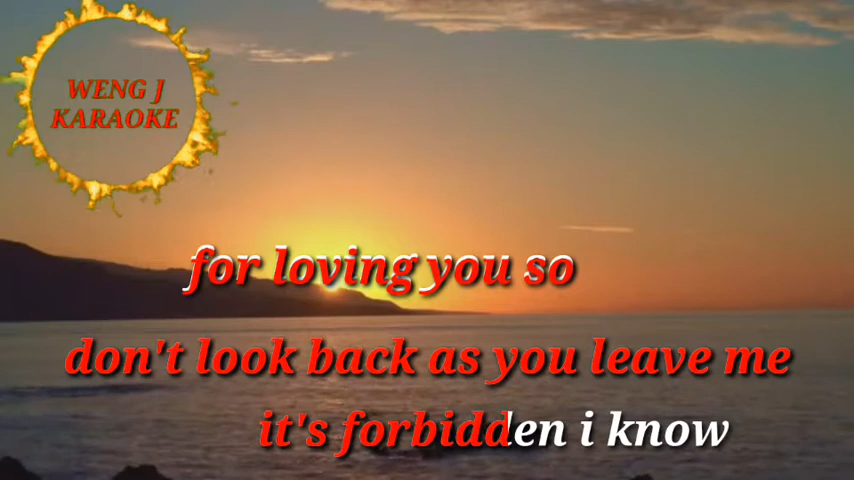 WENG J
KARAOKE
for loving you so
don't look back as you leave me
it's forbidden i know